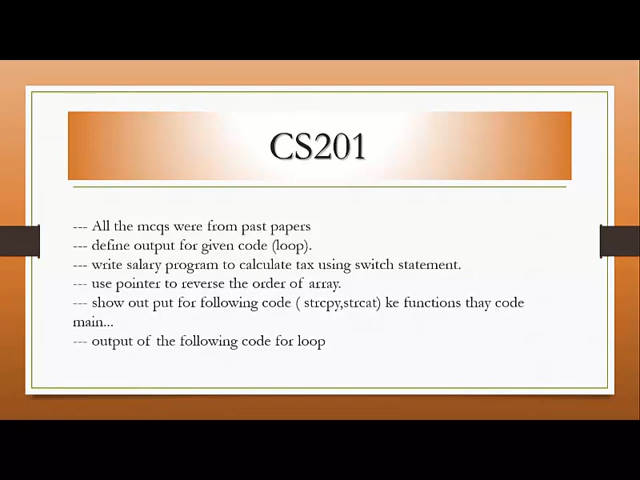 CS201
--- All the mcqs were from past papers
--- define output for given code (loop).
--- write salary program to calculate tax using switch statement.
--- use pointer to reverse the order of array.
--- show out put for following code ( strcpy,strcat) ke functions thay code
main...
--- output of the following code for loop